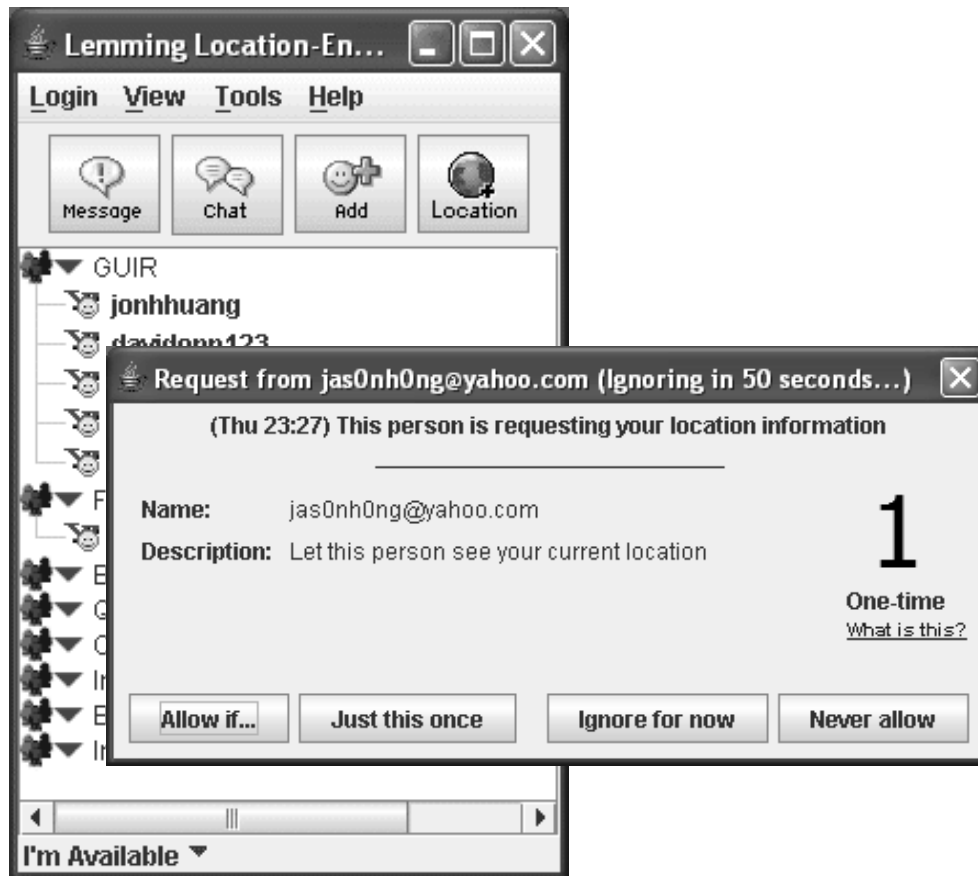 Lemming Location-En...
Login View Tools Help
Message Chat Add Location
GUIR
jonhhuang
Request from jas0nh0ng@yahoo.com (Ignoring in 50 seconds...)
(Thu 23:27) This person is requesting your location information
Name: jas0nh0ng@yahoo.com
Description: Let this person see your current location
1
One-time
What is this?
Allow if... Just this once Ignore for now Never allow
I'm Available